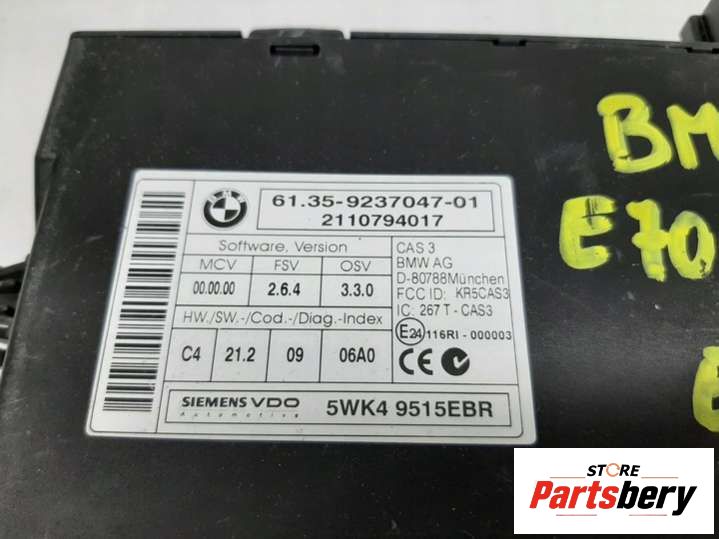 BM
E70
61.35-9237047-01
2110794017
Software, Version
MCV FSV OSV
00.00.00 2.6.4 3.3.0
HW./SW.-/Cod.-/Diag.-Index
C4 21.2 09 06A0
CAS 3
BMW AG
D-80788München
FCC ID: KR5CAS3
IC: 267 T - CAS3
E24 116RI - 000003
CE
SIEMENS VDO
Automotive
5WK4 9515EBR
STORE
Partsbery